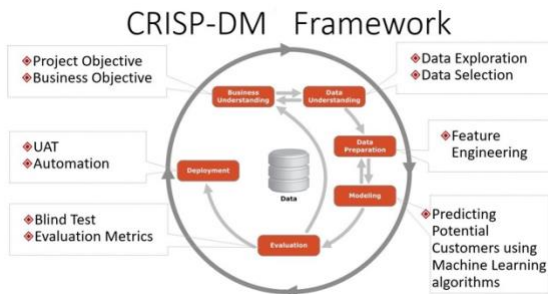 CRISP-DM Framework
Project Objective
Business Objective
Data Exploration
Data Selection
Business
Understanding
Data
Understanding
UAT
Automation
Deployment
Data
Preparation
Feature
Engineering
Data
Modeling
Blind Test
Evaluation Metrics
Evaluation
Predicting
Potential
Customers using
Machine Learning
algorithms